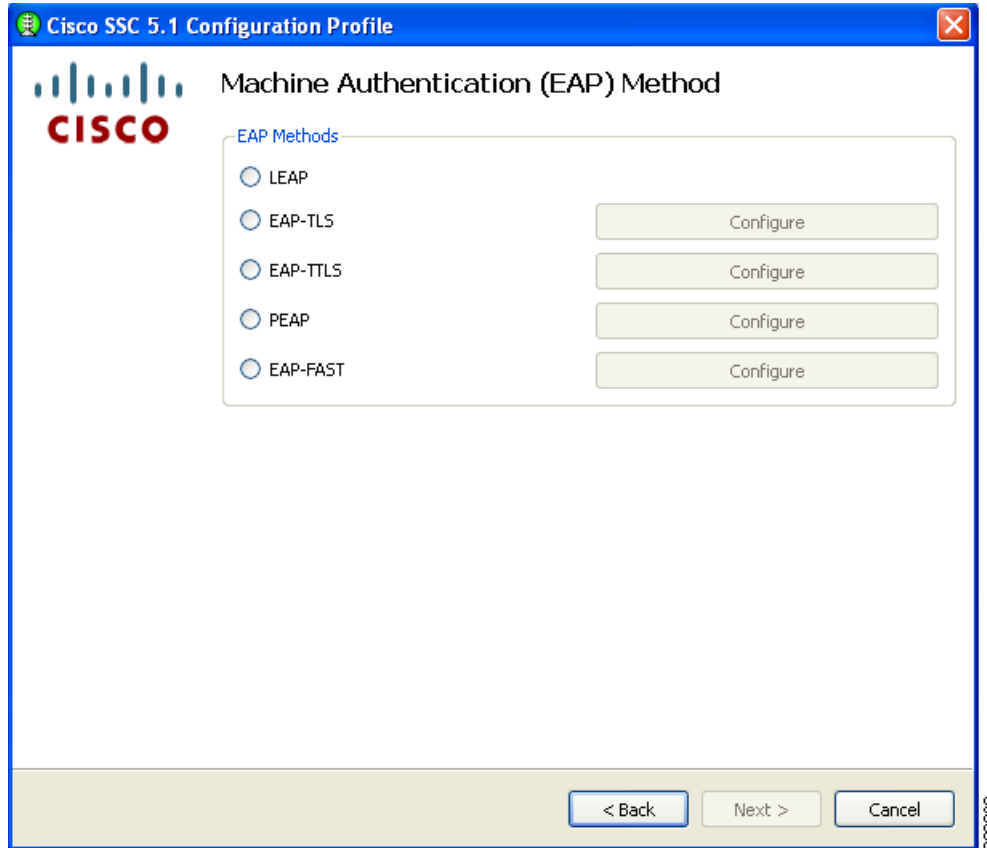 Cisco SSC 5.1 Configuration Profile
CISCO
Machine Authentication (EAP) Method
EAP Methods
LEAP
EAP-TLS Configure
EAP-TTLS Configure
PEAP Configure
EAP-FAST Configure
< Back Next > Cancel